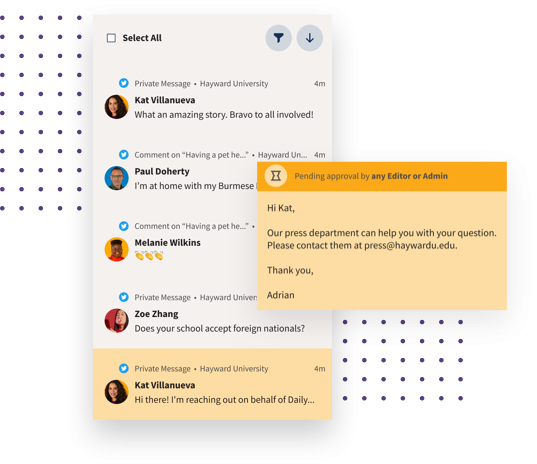 Select All
Private Message • Hayward University 4m
Kat Villanueva
What an amazing story. Bravo to all involved!
Comment on “Having a pet he...” • Hayward Un... 4m
Paul Doherty
I'm at home with my Burmese
Comment on “Having a pet he...” •
Melanie Wilkins
👏👏👏
Private Message • Hayward
Zoe Zhang
Does your school accept foreign nationals?
Private Message • Hayward University 4m
Kat Villanueva
Hi there! I'm reaching out on behalf of Daily...
Pending approval by any Editor or Admin
Hi Kat,
Our press department can help you with your question.
Please contact them at press@haywardu.edu.
Thank you,
Adrian